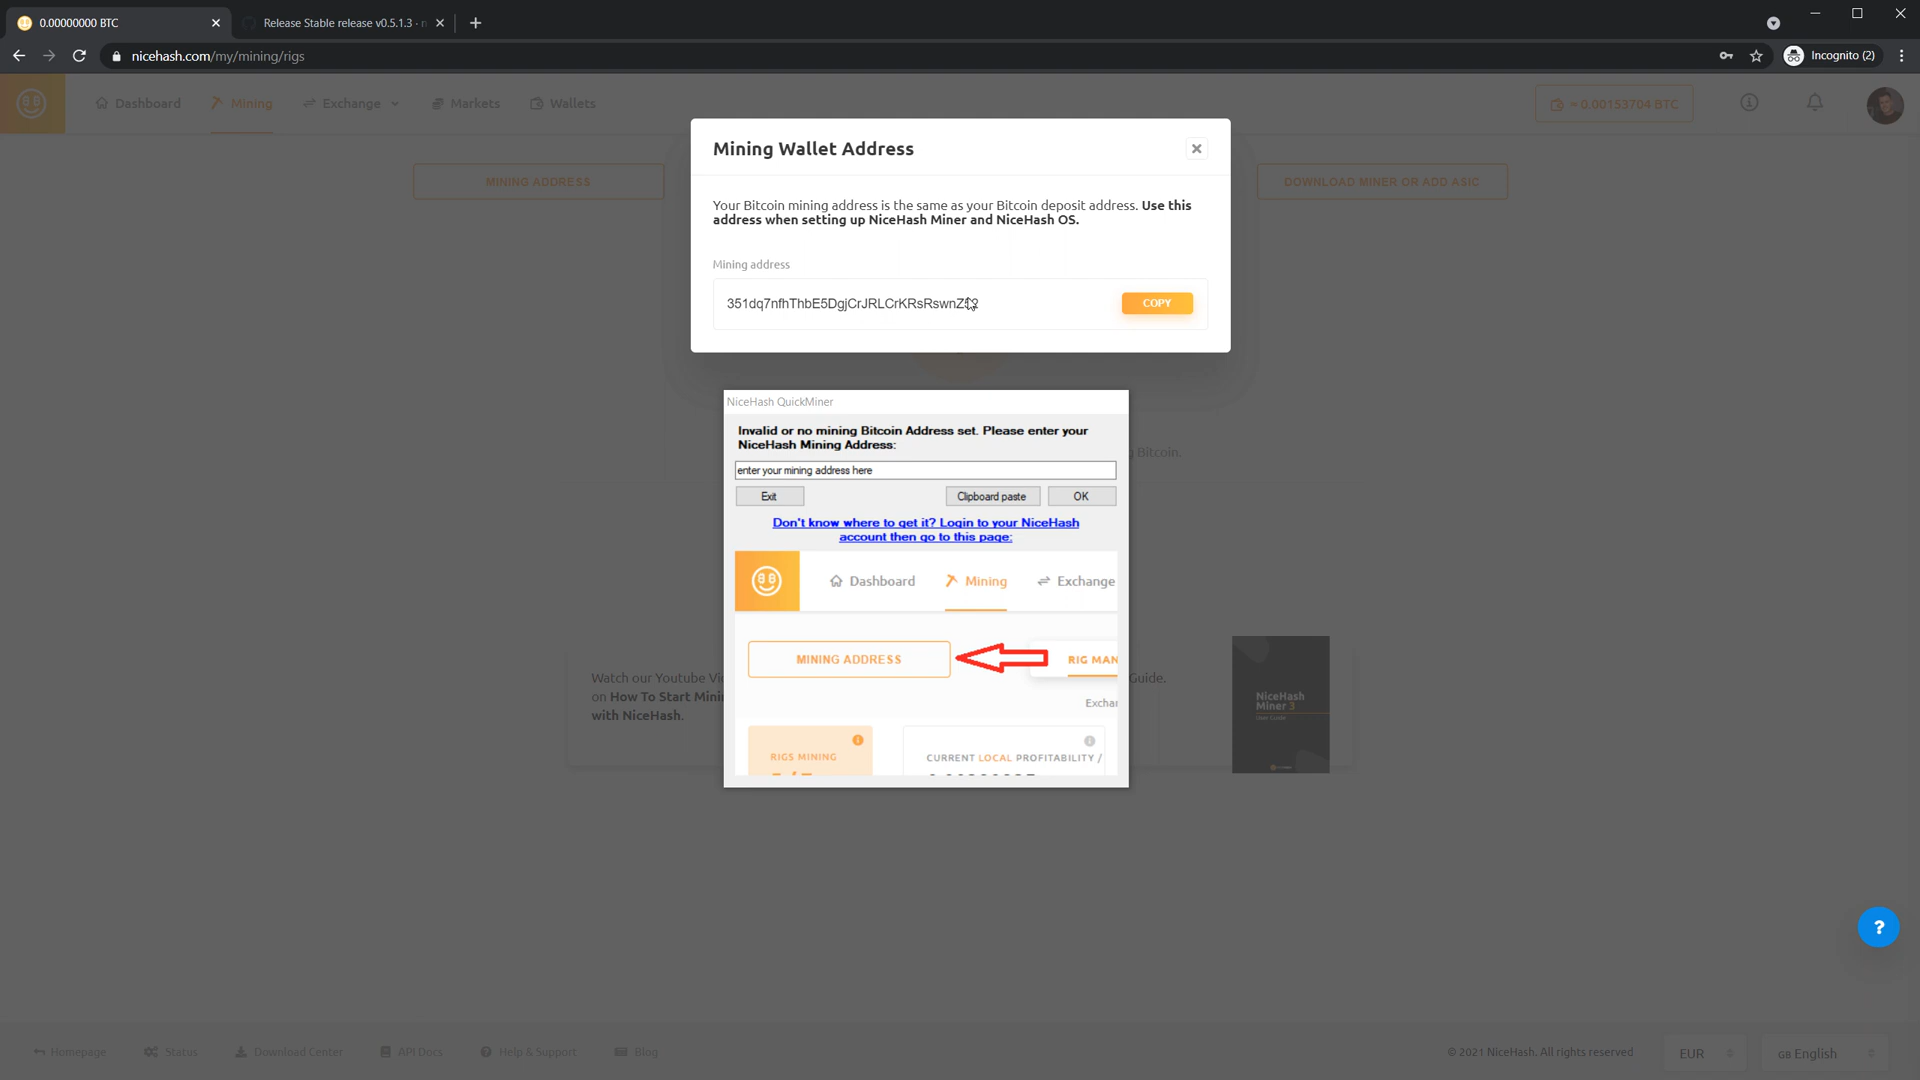 0.00000000 BTC
Release Stable release v0.5.1.3 ·
nicehash.com/my/mining/rigs
Incognito (2)
Dashboard
Mining
Exchange
Markets
Wallets
≈ 0.00153704 BTC
MINING ADDRESS
DOWNLOAD MINER OR ADD ASIC
Mining Wallet Address
Your Bitcoin mining address is the same as your Bitcoin deposit address. Use this
address when setting up NiceHash Miner and NiceHash OS.
Mining address
COPY
NiceHash QuickMiner
Invalid or no mining Bitcoin Address set. Please enter your
NiceHash Mining Address:
enter your mining address here
Exit
Clipboard paste
OK
Don't know where to get it? Login to your NiceHash
account then go to this page:
Bitcoin.
Dashboard
Mining
Exchange
MINING ADDRESS
RIG MAN
Exchan
RIGS MINING
CURRENT LOCAL PROFITABILITY /
Watch our Youtube Vi
on How To Start Mini
with NiceHash.
Guide.
NiceHash
Miner 3
User Guide
?
Homepage
Status
Download Center
API Docs
Help & Support
Blog
© 2021 NiceHash. All rights reserved
EUR
GB English